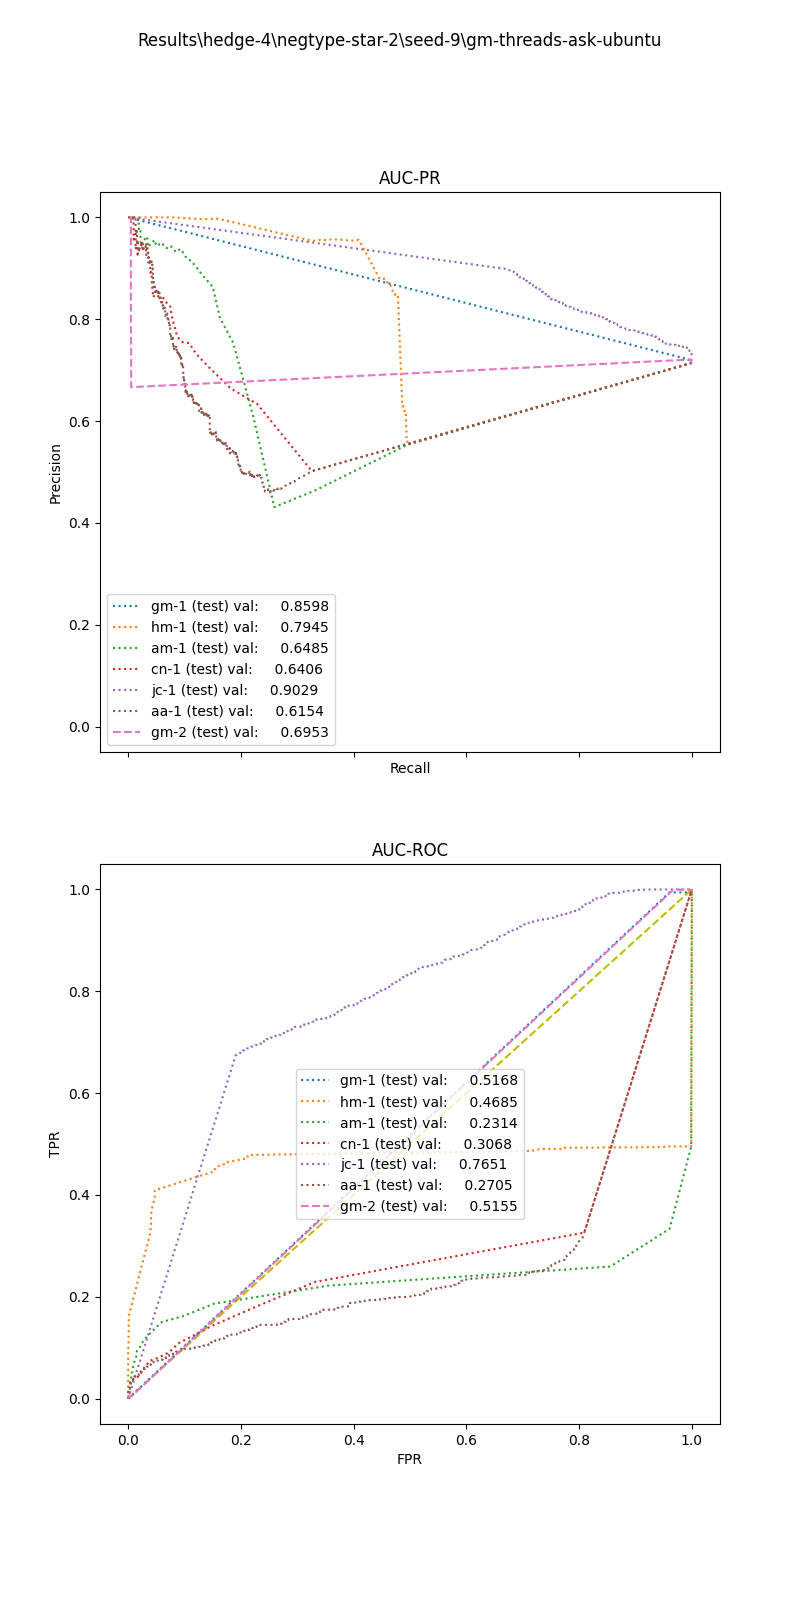 Results\hedge-4\negtype-star-2\seed-9\gm-threads-ask-ubuntu
AUC-PR
1.0
0.8
0.6
0.4
0.2
0.0
Precision
gm-1 (test) val: 0.8598
hm-1 (test) val: 0.7945
am-1 (test) val: 0.6485
cn-1 (test) val: 0.6406
jc-1 (test) val: 0.9029
aa-1 (test) val: 0.6154
gm-2 (test) val: 0.6953
Recall
AUC-ROC
1.0
0.8
0.6
0.4
0.2
0.0
TPR
gm-1 (test) val: 0.5168
hm-1 (test) val: 0.4685
am-1 (test) val: 0.2314
cn-1 (test) val: 0.3068
jc-1 (test) val: 0.7651
aa-1 (test) val: 0.2705
gm-2 (test) val: 0.5155
0.0 0.2 0.4 0.6 0.8 1.0
FPR